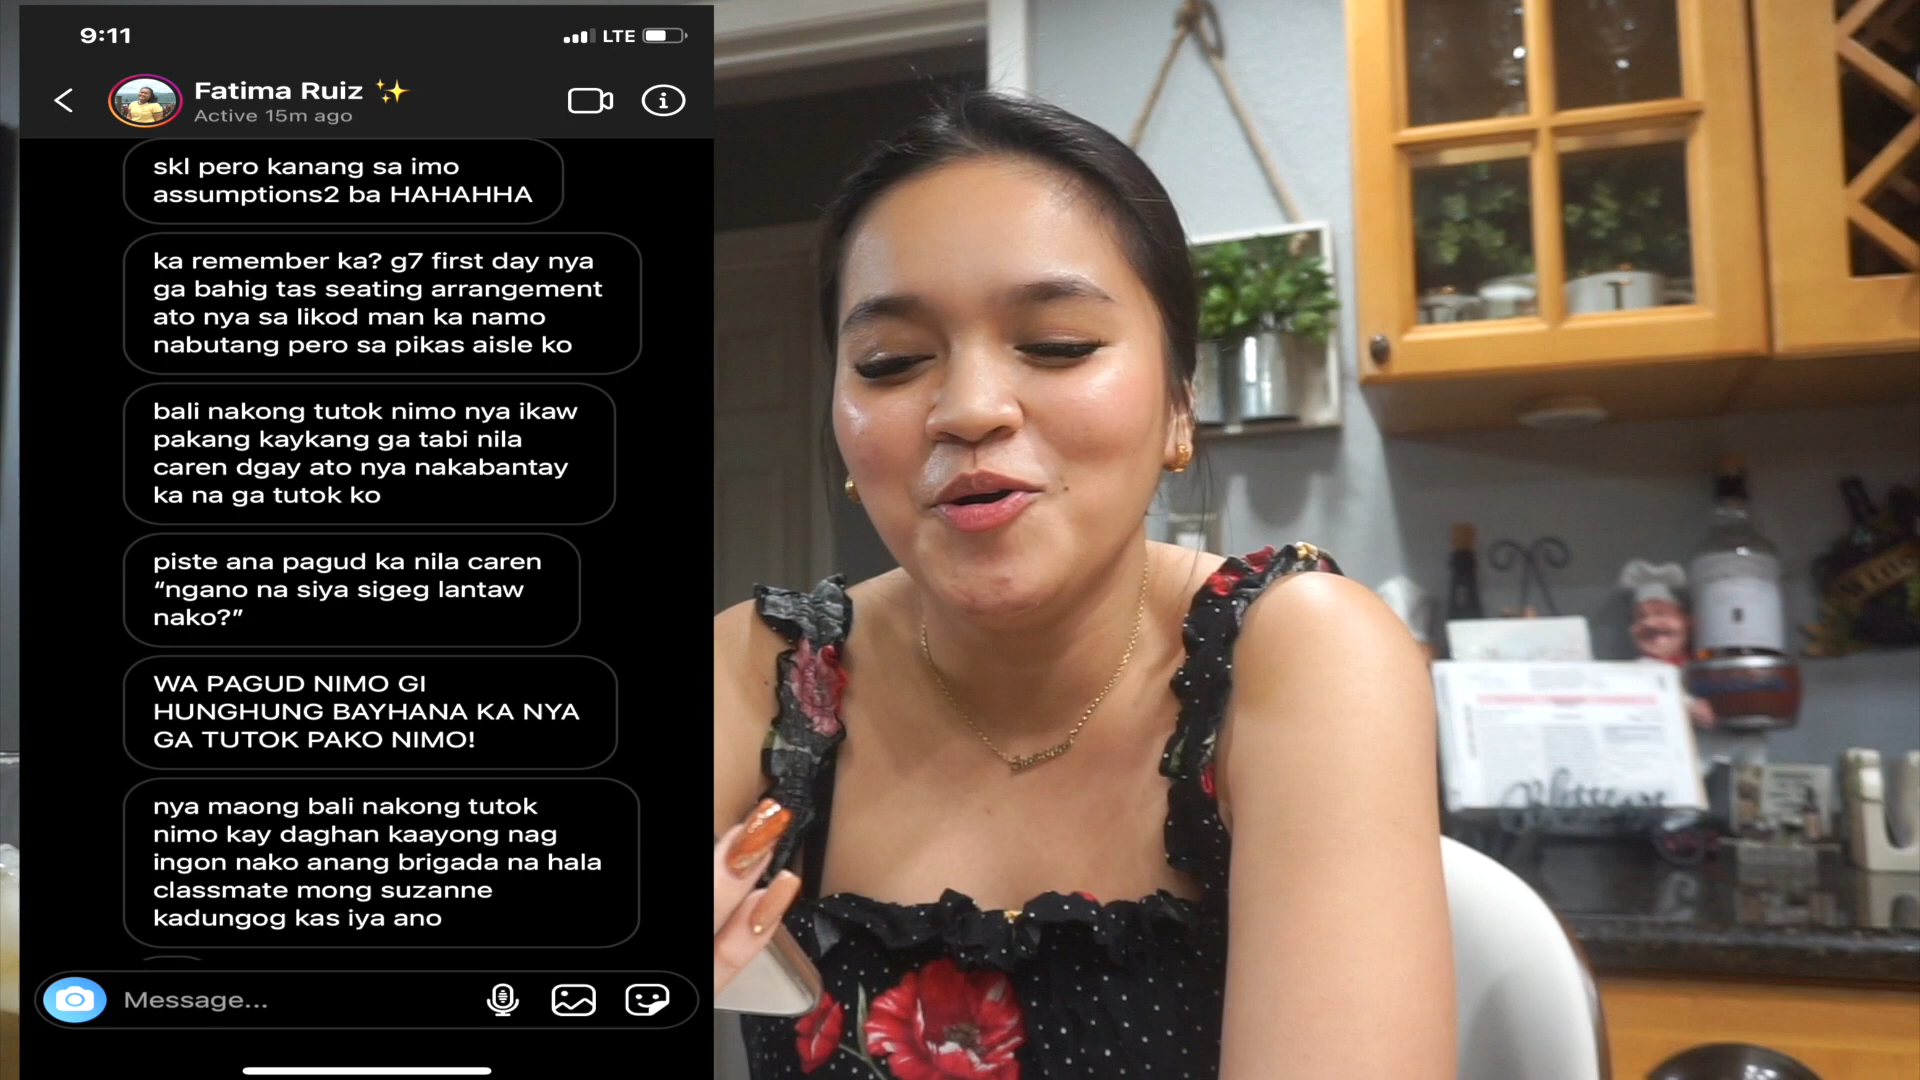 9:11
LTE
Fatima Ruiz ✨
Active 15m ago
skl pero kanang sa imo
assumptions2 ba HAHAHHA
ka remember ka? g7 first day nya
ga bahig tas seating arrangement
ato nya sa likod man ka namo
nabutang pero sa pikas aisle ko
bali nakong tutok nimo nya ikaw
pakang kaykang ga tabi nila
caren dgay ato nya nakabantay
ka na ga tutok ko
piste ana pagud ka nila caren
“ngano na siya sigeg lantaw
nako?”
WA PAGUD NIMO GI
HUNGHUNG BAYHANA KA NYA
GA TUTOK PAKO NIMO!
nya maong bali nakong tutok
nimo kay daghan kaayong nag
ingon nako anang brigada na hala
classmate mong suzanne
kadungog kas iya ano
Message...